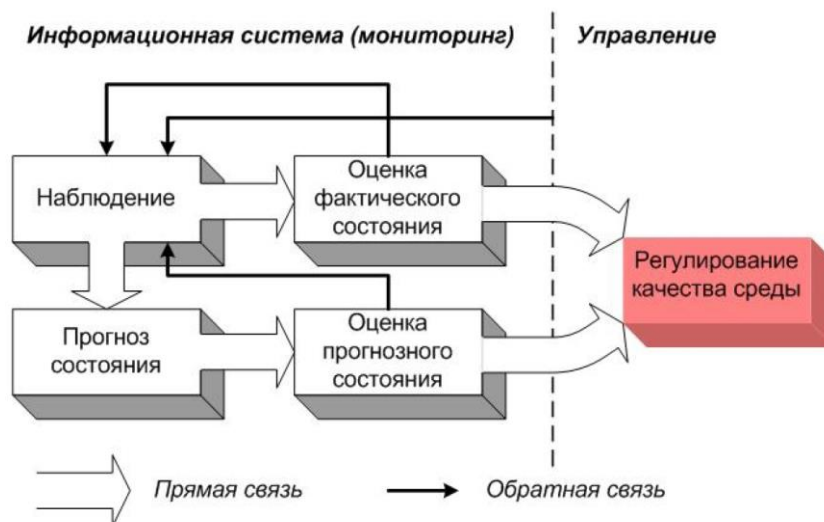 Информационная система (мониторинг)
Управление
Наблюдение
Оценка
фактического
состояния
Регулирование
качества среды
Прогноз
состояния
Оценка
прогнозного
состояния
Прямая связь
Обратная связь